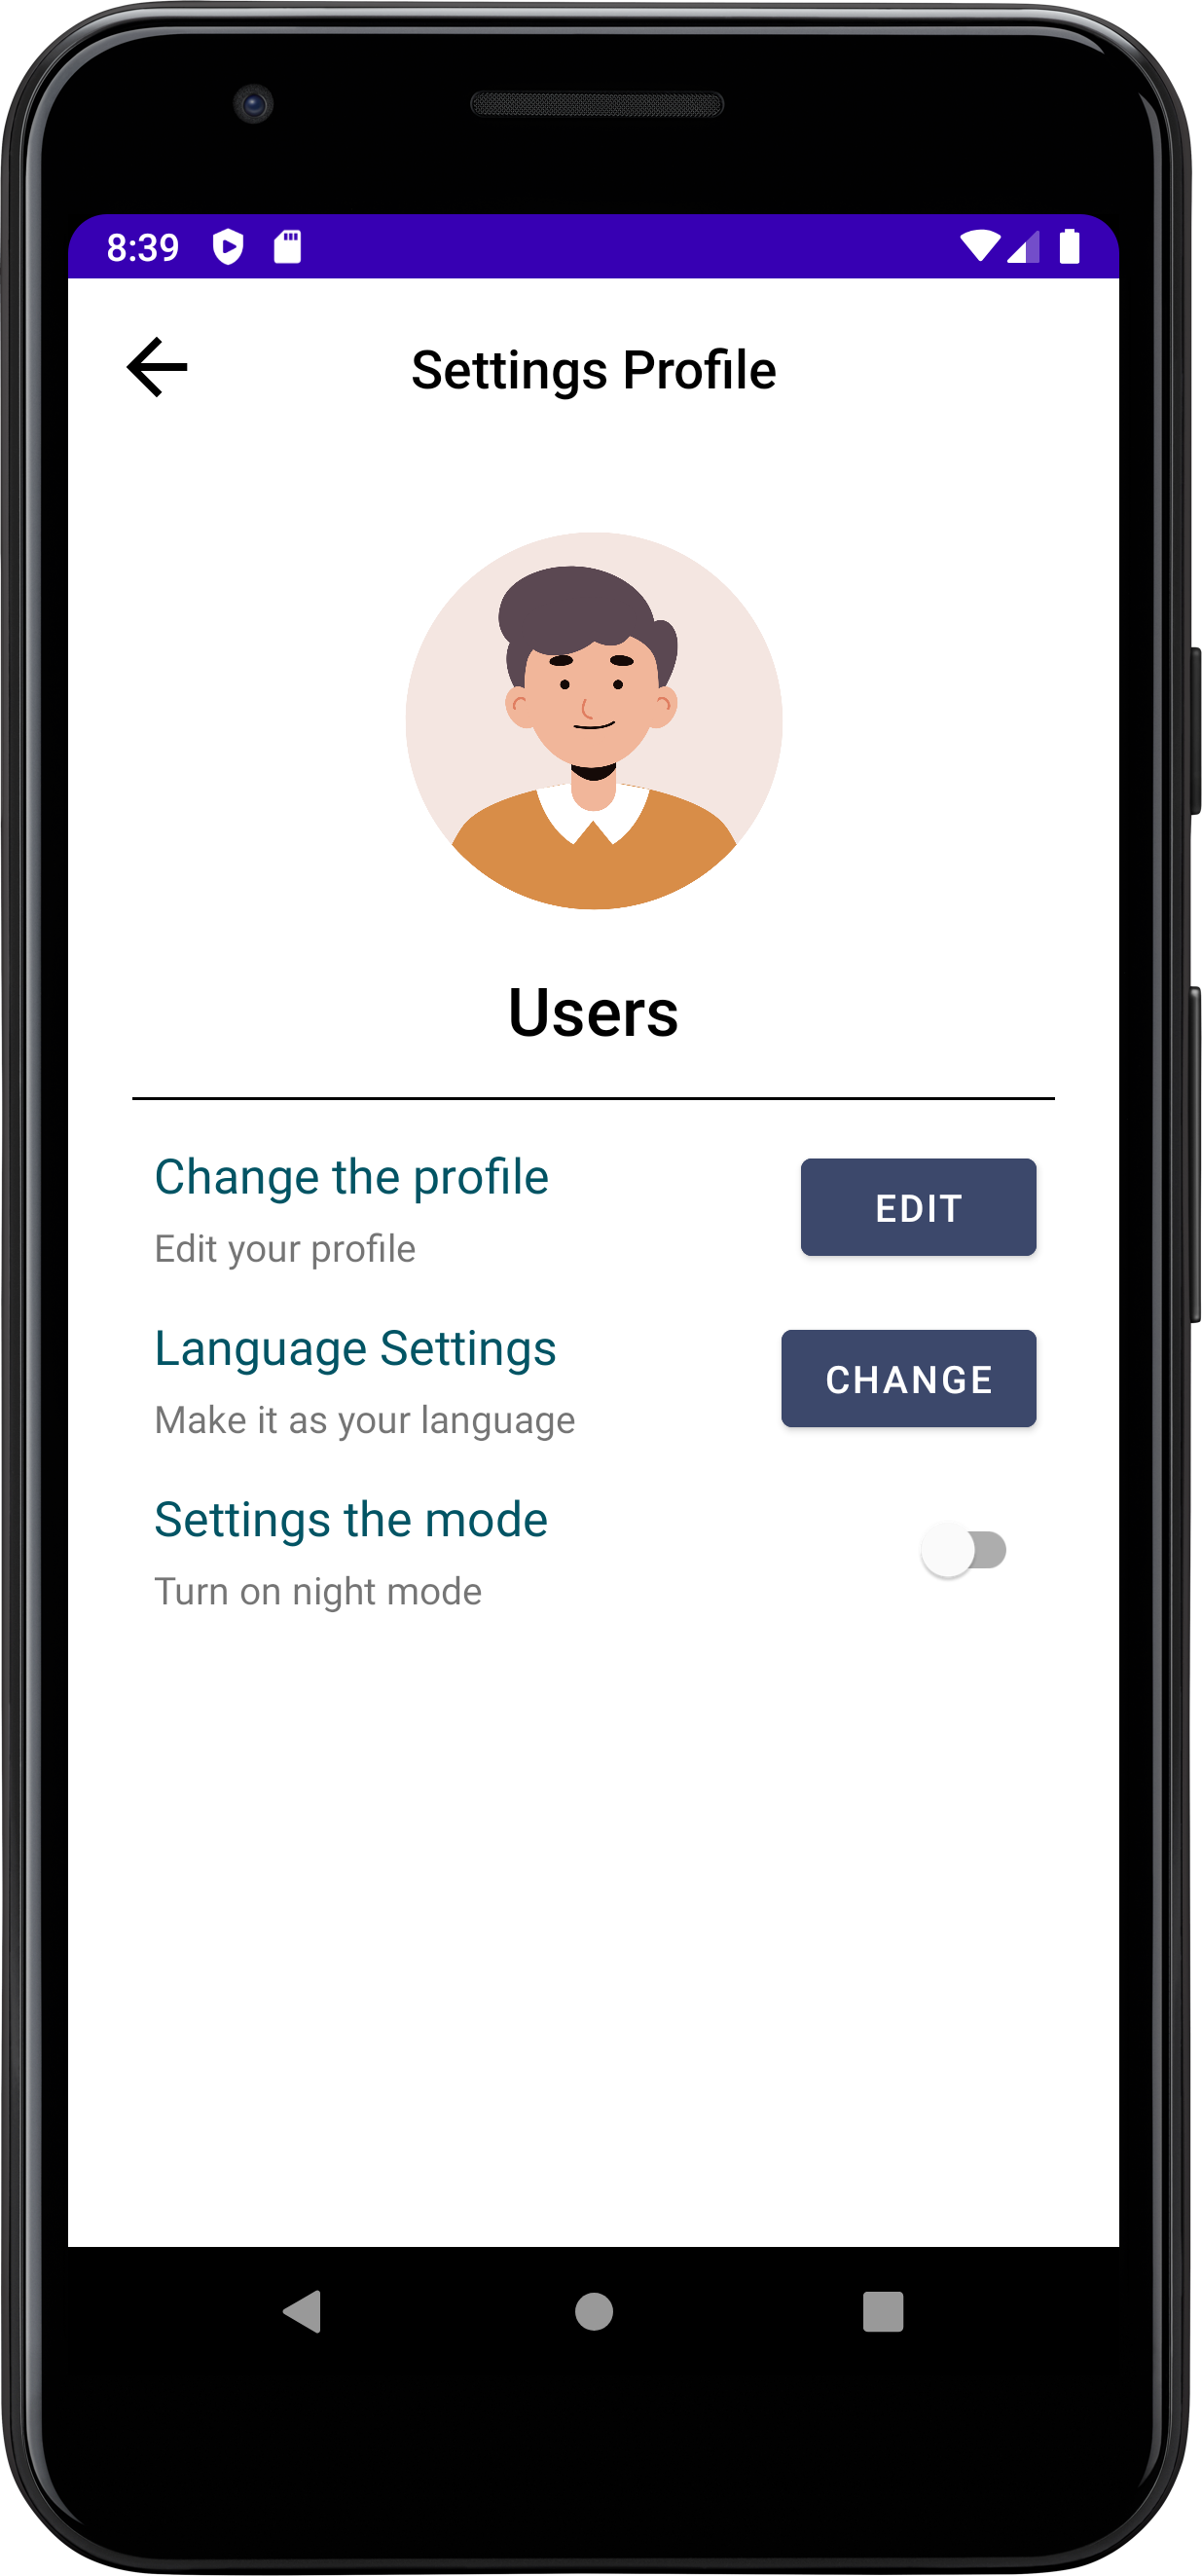 8:39
Settings Profile
Users
Change the profile
EDIT
Edit your profile
Language Settings
CHANGE
Make it as your language
Settings the mode
Turn on night mode